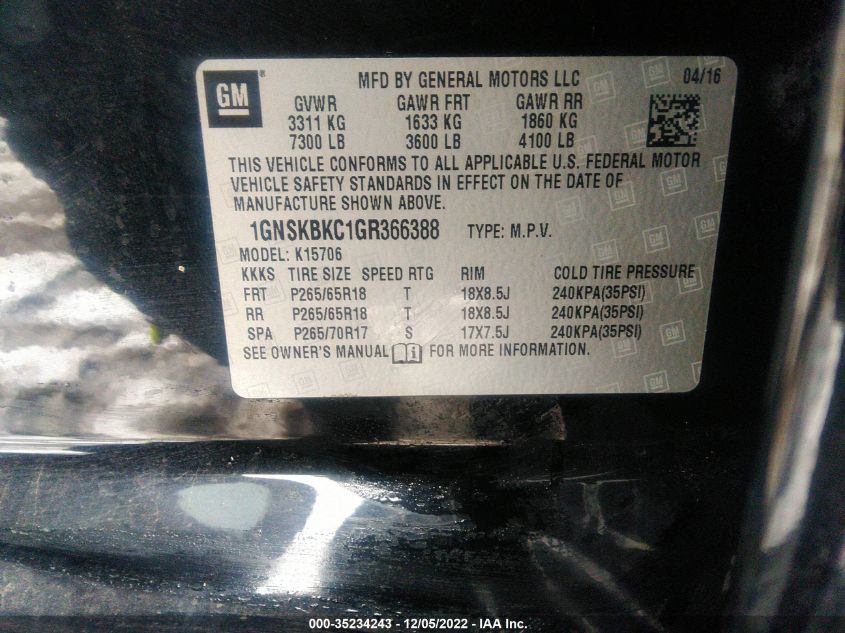 GM
MFD BY GENERAL MOTORS LLC 04/16
GVWR GAWR FRT GAWR RR
3311 KG 1633 KG 1860 KG
7300 LB 3600 LB 4100 LB
THIS VEHICLE CONFORMS TO ALL APPLICABLE U.S. FEDERAL MOTOR
VEHICLE SAFETY STANDARDS IN EFFECT ON THE DATE OF
MANUFACTURE SHOWN ABOVE.
1GNSKBKC1GR366388 TYPE: M.P.V.
MODEL: K15706
KKKS TIRE SIZE SPEED RTG RIM COLD TIRE PRESSURE
FRT P265/65R18 T 18X8.5J 240KPA(35PSI)
RR P265/65R18 T 18X8.5J 240KPA(35PSI)
SPA P265/70R17 S 17X7.5J 240KPA(35PSI)
SEE OWNER'S MANUAL FOR MORE INFORMATION.
000-35234243 - 12/05/2022 - IAA Inc.